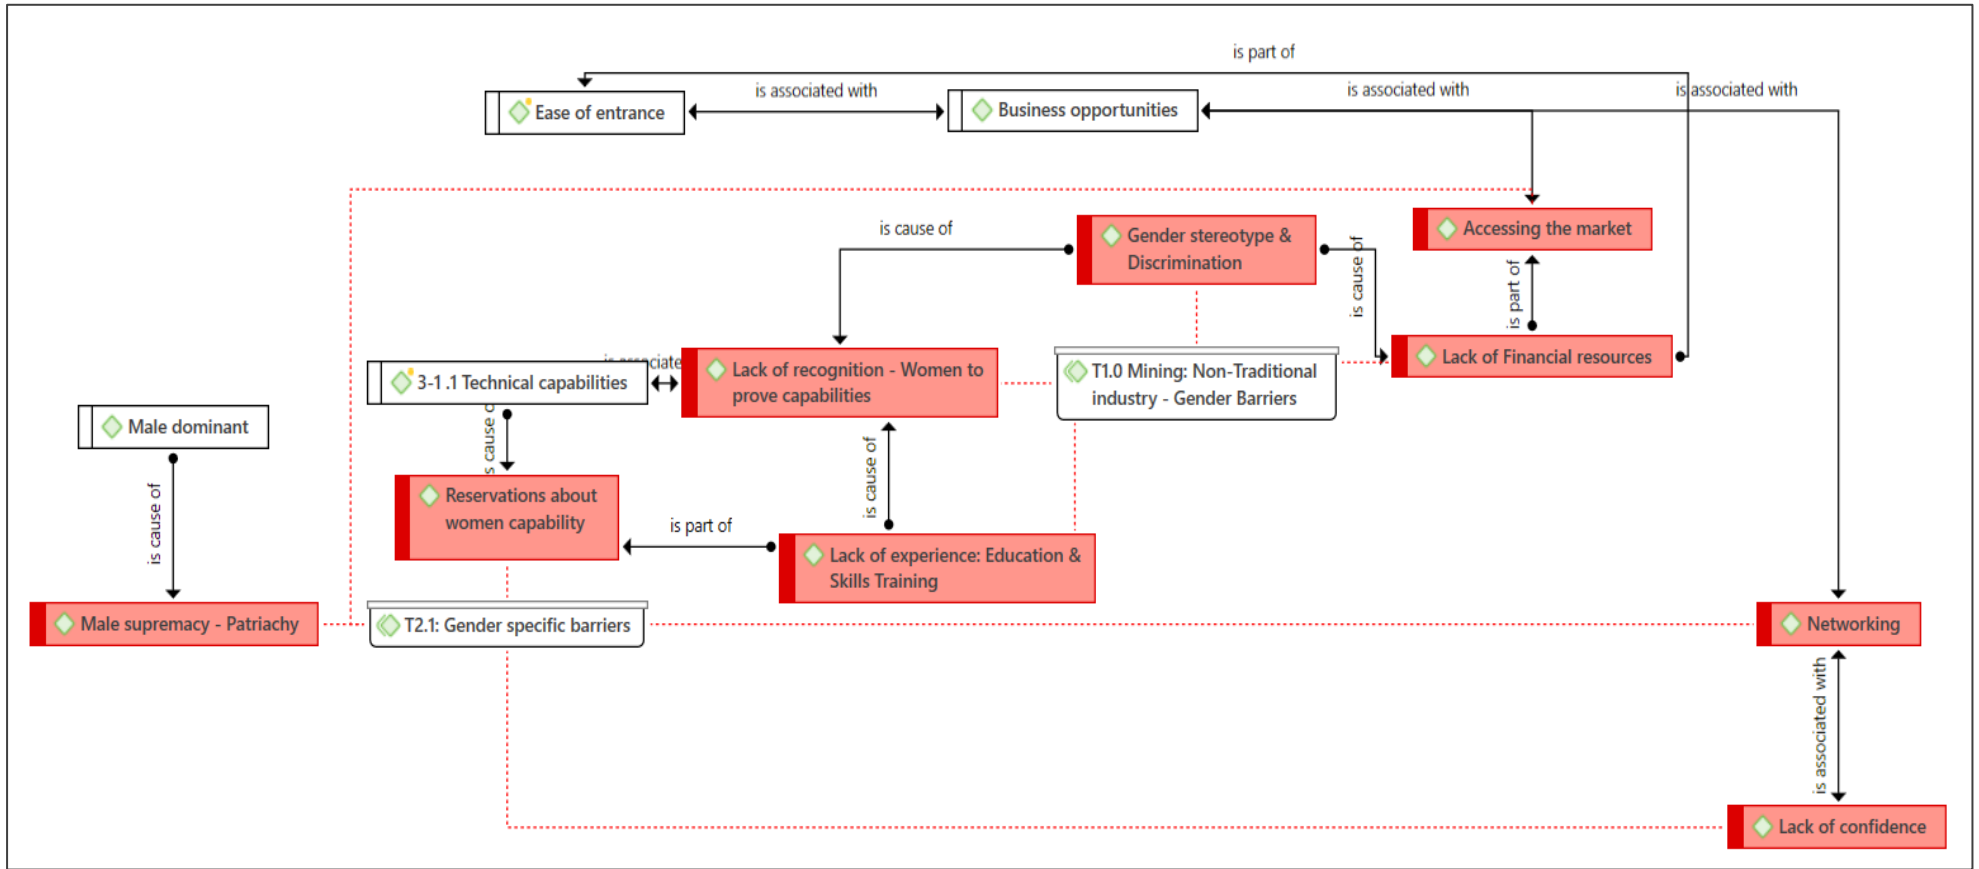 is part of
is associated with
is associated with
is associated with
Ease of entrance
Business opportunities
is cause of
Gender stereotype &
Discrimination
Accessing the market
is cause of
is part of
Lack of Financial resources
3-1 .1 Technical capabilities
Lack of recognition - Women to
prove capabilities
T1.0 Mining: Non-Traditional
industry - Gender Barriers
Male dominant
is cause of
is cause of
Reservations about
women capability
is part of
is cause of
Lack of experience: Education &
Skills Training
Male supremacy - Patriachy
T2.1: Gender specific barriers
Networking
is associated with
Lack of confidence